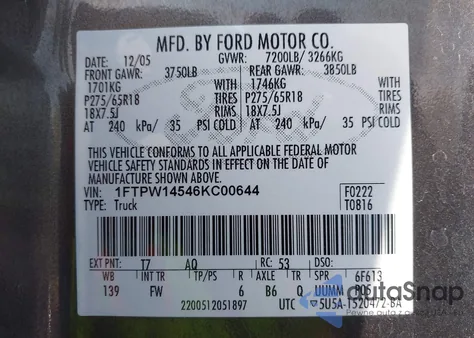 MFD. BY FORD MOTOR CO.
DATE: 12/05 GVWR: 7200LB/ 3266KG
FRONT GAWR: 3750LB REAR GAWR: 3850LB
1701KG WITH 1746KG WITH
P275/65R18 TIRES P275/65R18 TIRES
18X7.5J RIMS 18X7.5J RIMS
AT 240 kPa/ 35 PSI COLD AT 240 kPa/ 35 PSI COLD
THIS VEHICLE CONFORMS TO ALL APPLICABLE FEDERAL MOTOR
VEHICLE SAFETY STANDARDS IN EFFECT ON THE DATE OF
MANUFACTURE SHOWN ABOVE.
VIN: 1FTPW14546KC00644 F0222
TYPE: Truck T0816
EXT PNT: T7 AQ RC: 53 DSO:
WB INT TR TP/PS R AXLE TR SPR 6F613
139 FW 6 B6 Q UUMM
2200512051897 UTC 5U5A-1520472-BA
autoSnap